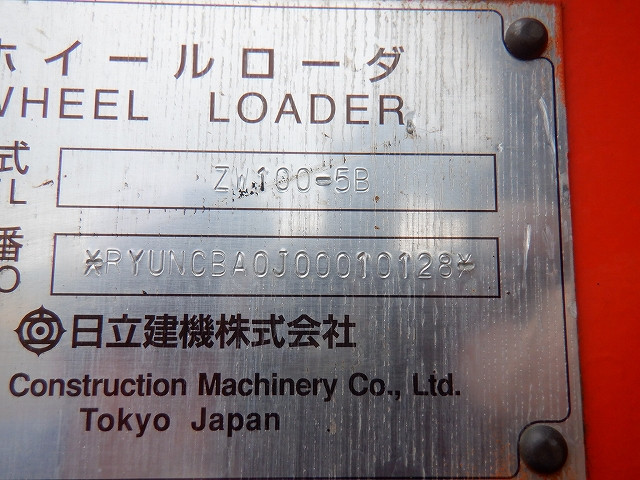 ホイールローダ
WHEEL LOADER
式 ZW100-5B
L
番 *RYUNCBA0J00010128*
O
日立建機株式会社
Construction Machinery Co., Ltd.
Tokyo Japan